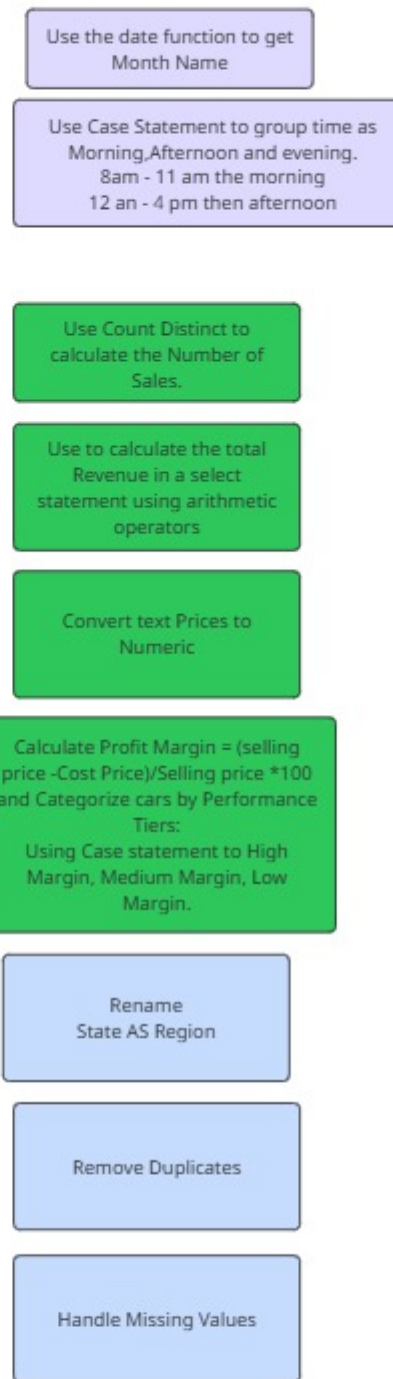 Use the date function to get
Month Name
Use Case Statement to group time as
Morning,Afternoon and evening.
8am - 11 am the morning
12 an - 4 pm then afternoon
Use Count Distinct to
calculate the Number of
Sales.
Use to calculate the total
Revenue in a select
statement using arithmetic
operators
Convert text Prices to
Numeric
Calculate Profit Margin = (selling
price -Cost Price)/Selling price *100
and Categorize cars by Performance
Tiers:
Using Case statement to High
Margin, Medium Margin, Low
Margin.
Rename
State AS Region
Remove Duplicates
Handle Missing Values